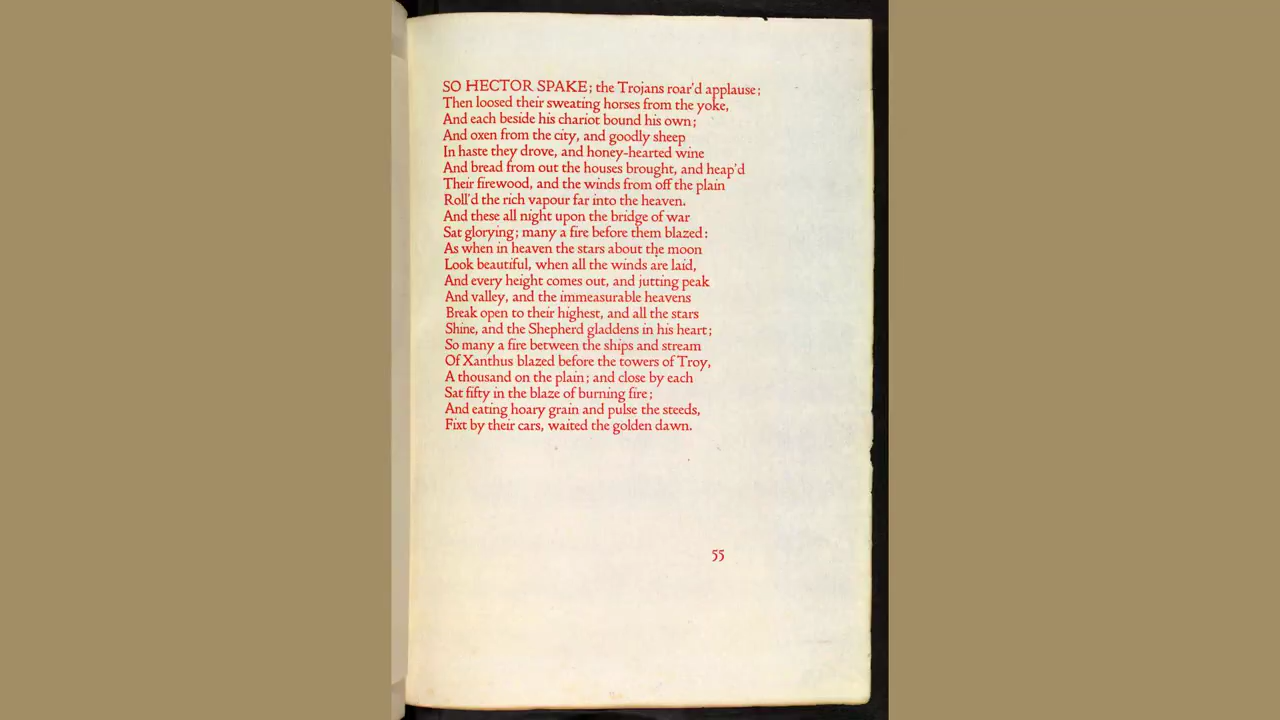 SO HECTOR SPAKE; the Trojans roar'd applause;
Then loosed their sweating horses from the yoke,
And each beside his chariot bound his own;
And oxen from the city, and goodly sheep
In haste they drove, and honey-hearted wine
And bread from out the houses brought, and heap'd
Their firewood, and the winds from off the plain
Roll'd the rich vapour far into the heaven.
And these all night upon the bridge of war
Sat glorying; many a fire before them blazed:
As when in heaven the stars about the moon
Look beautiful, when all the winds are laid,
And every height comes out, and jutting peak
And valley, and the immeasurable heavens
Break open to their highest, and all the stars
Shine, and the Shepherd gladdens in his heart;
So many a fire between the ships and stream
Of Xanthus blazed before the towers of Troy,
A thousand on the plain; and close by each
Sat fifty in the blaze of burning fire;
And eating hoary grain and pulse the steeds,
Fixt by their cars, waited the golden dawn.
55